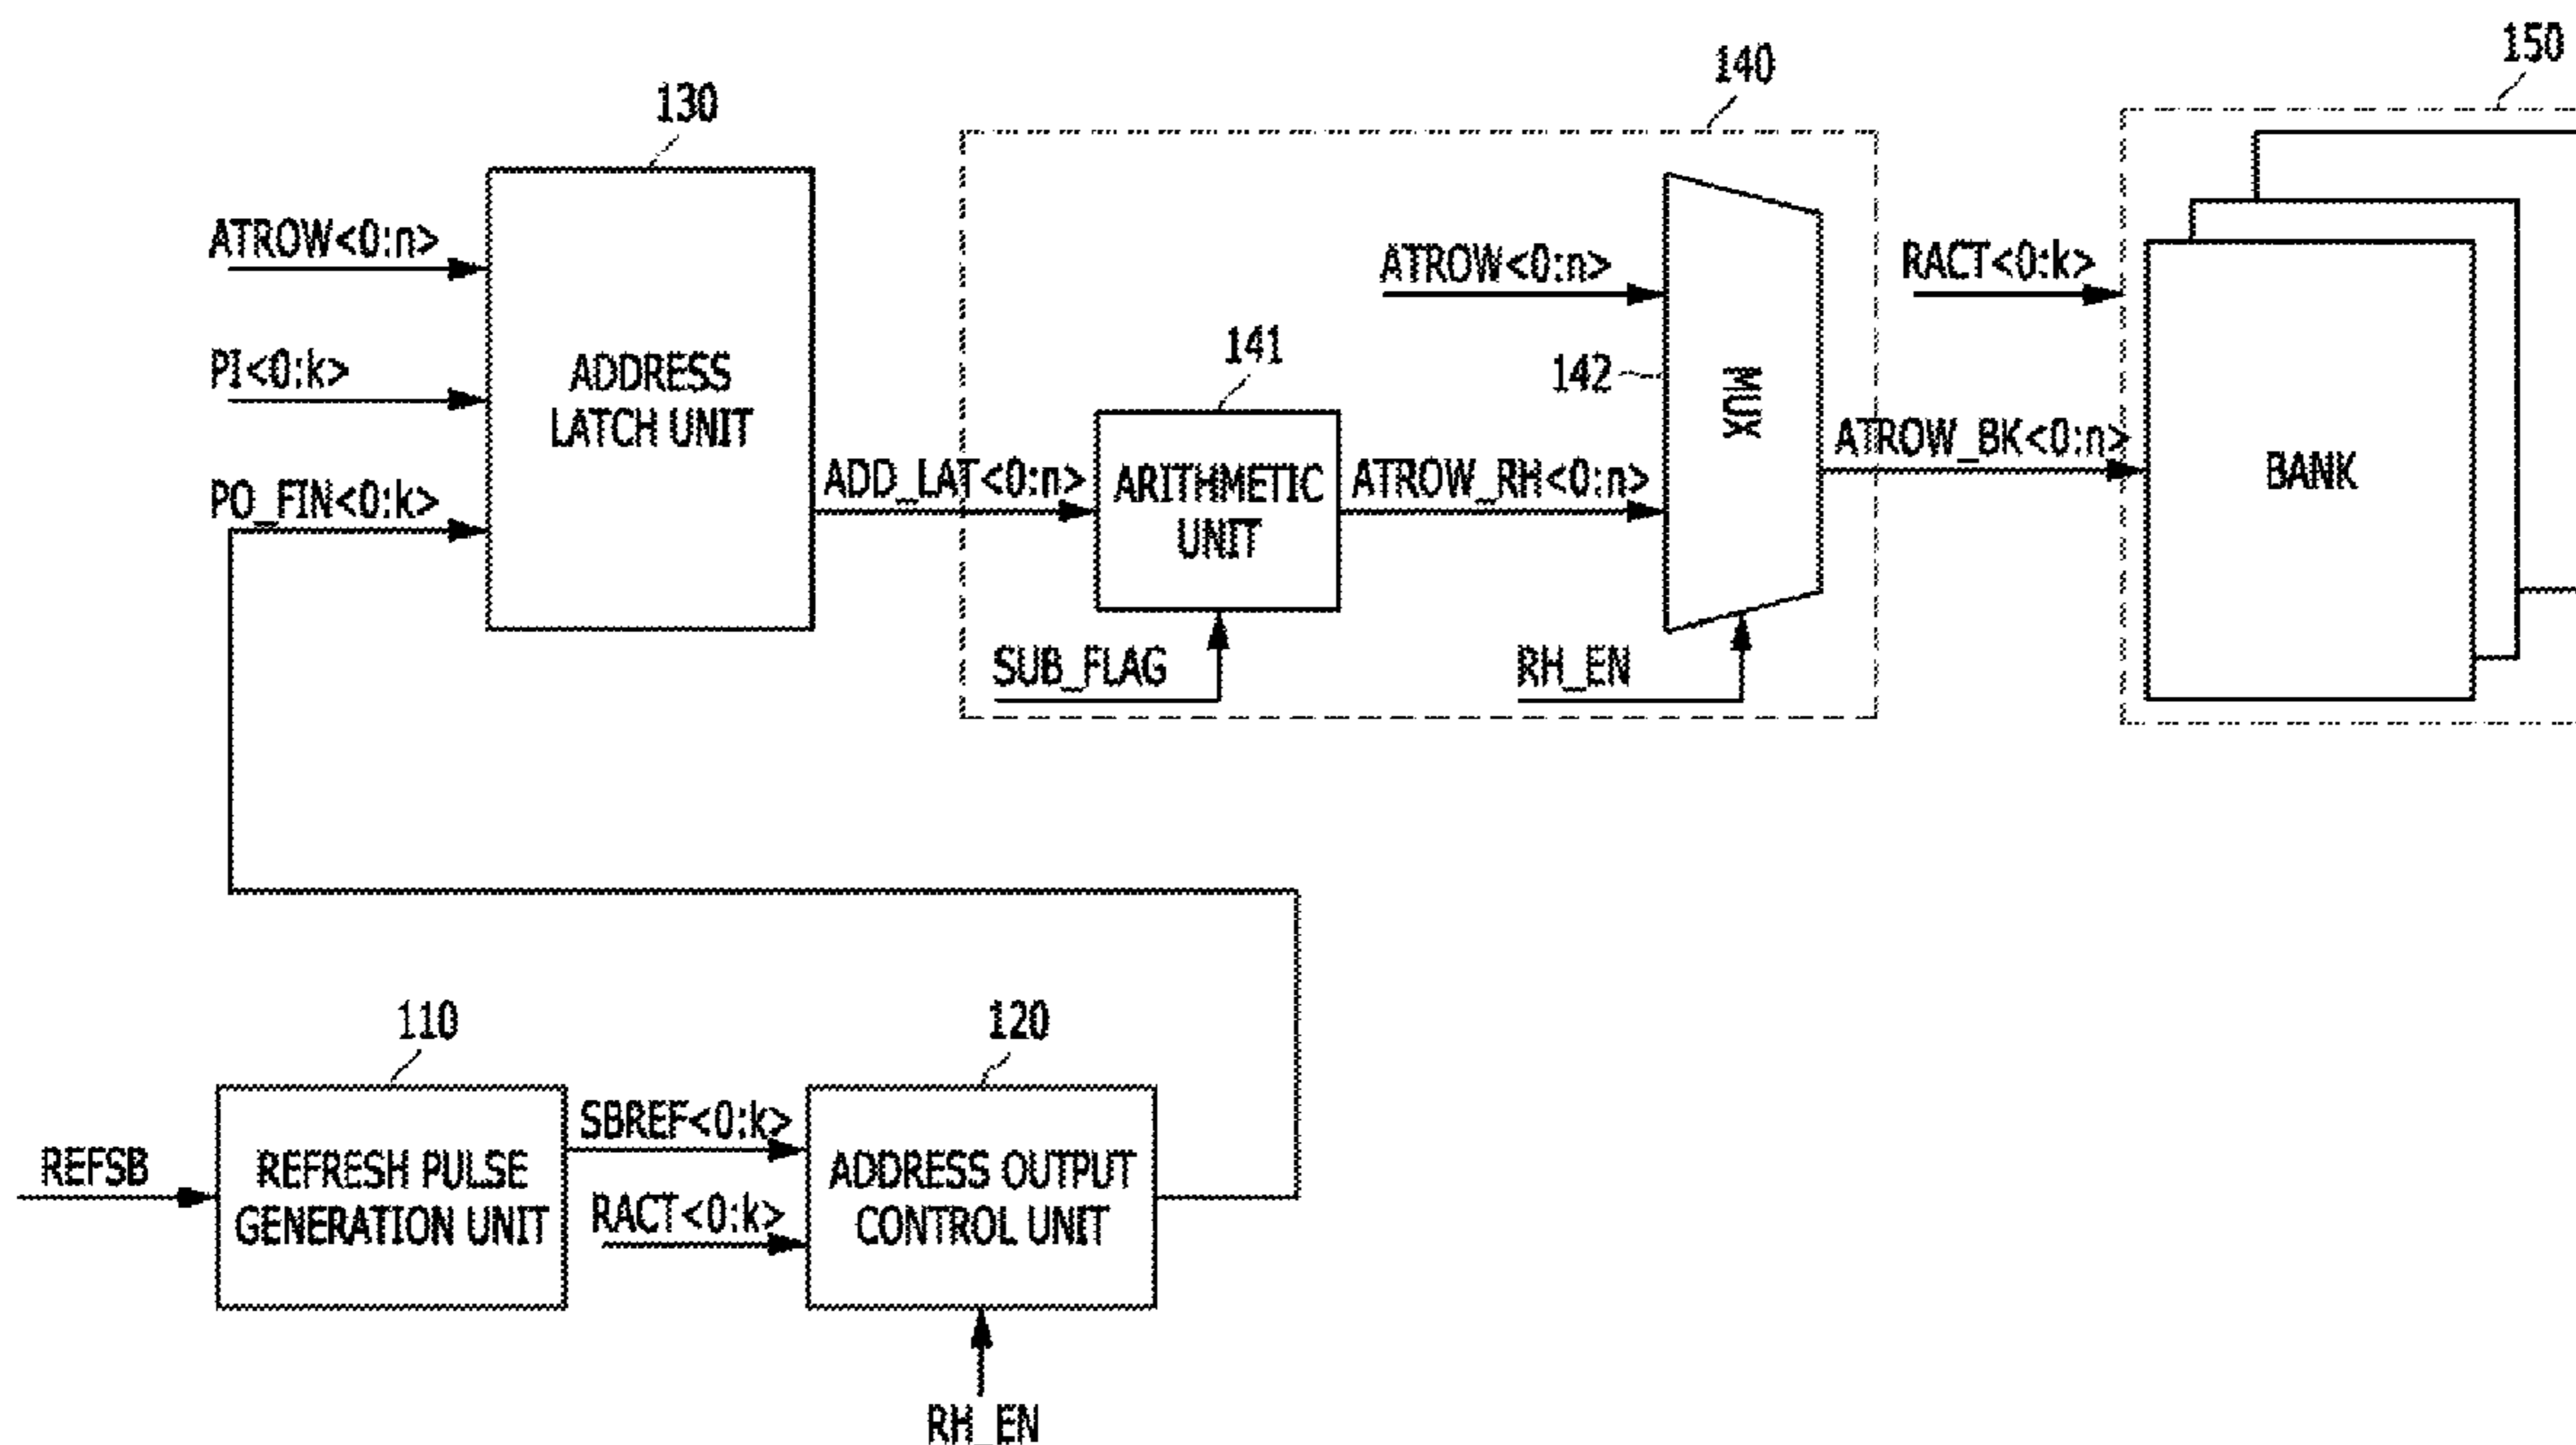 150
140
130
ATROW<0:n>
ATROW<0:n>
RACT<0:k>
141
PI<0:k>
142
MUX
ADDRESS
LATCH UNIT
ATROW_BK<0:n>
BANK
ADD_LAT<0:n>
ARITHMETIC
UNIT
ATROW_RH<0:n>
PO_FIN<0:k>
SUB_FLAG
RH_EN
110
120
SBREF<0:k>
REFSB
REFRESH PULSE
GENERATION UNIT
ADDRESS OUTPUT
CONTROL UNIT
RACT<0:k>
RH_EN